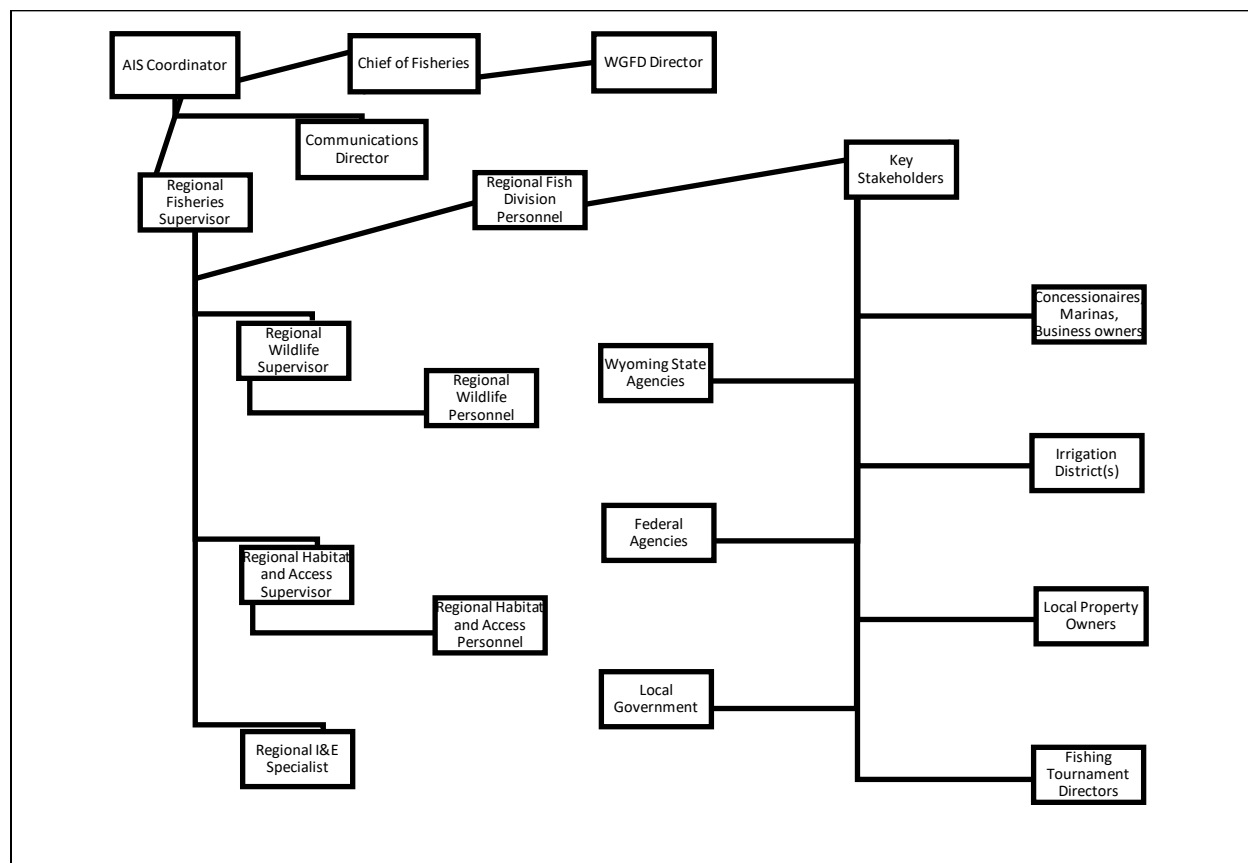 AIS Coordinator
Chief of Fisheries
WGFD Director
Communications
Director
Regional
Fisheries
Supervisor
Regional Fish
Division
Personnel
Key
Stakeholders
Regional
Wildlife
Supervisor
Regional
Wildlife
Personnel
Regional Habitat
and Access
Supervisor
Regional Habitat
and Access
Personnel
Regional I&E
Specialist
Concessionaires,
Marinas,
Business owners
Wyoming State
Agencies
Irrigation
District(s)
Federal
Agencies
Local Property
Owners
Local
Government
Fishing
Tournament
Directors